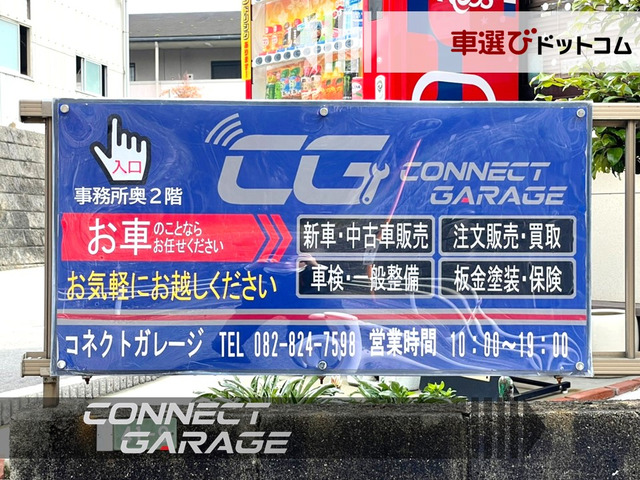 車選びドットコム
入口
事務所奥2階
CG CONNECT GARAGE
お車のことならお任せください
新車・中古車販売
注文販売・買取
お気軽にお越しください
車検・一般整備
板金塗装・保険
コネクトガレージ TEL 082-824-7598 営業時間 10:00～19:00
CONNECT
GARAGE